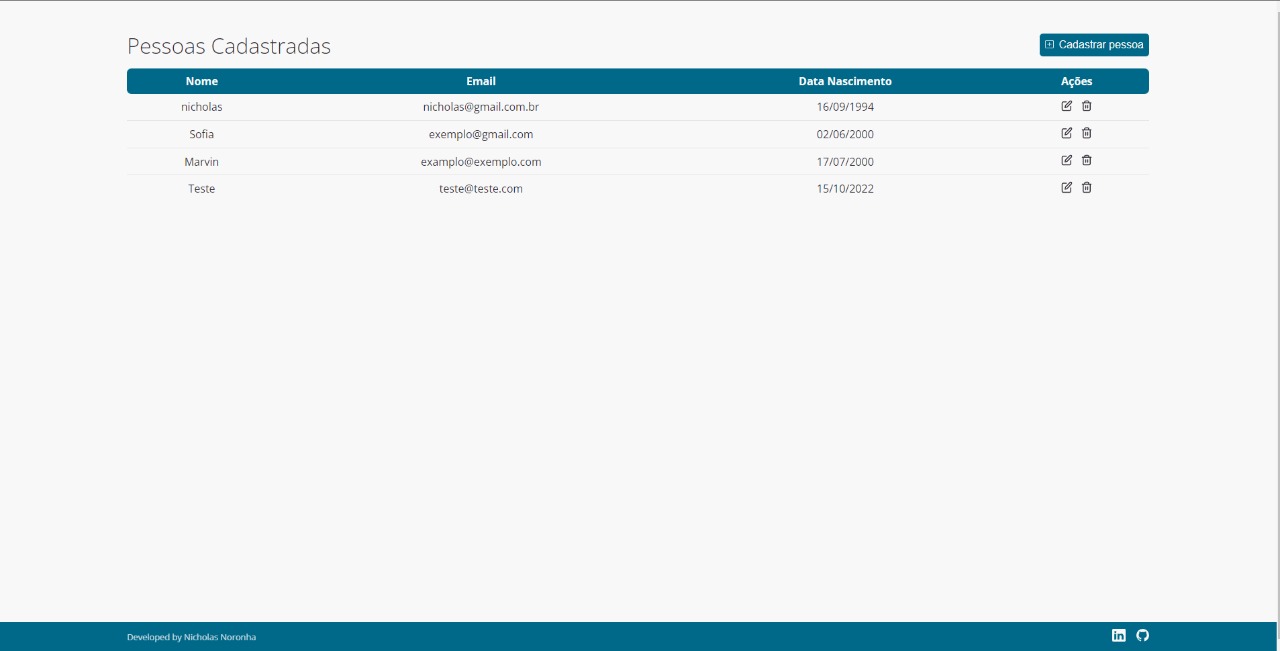 Pessoas Cadastradas
Cadastrar pessoa
Nome Email Data Nascimento Ações
nicholas nicholas@gmail.com.br 16/09/1994
Sofia exemplo@gmail.com 02/06/2000
Marvin examplo@exemplo.com 17/07/2000
Teste teste@teste.com 15/10/2022
Developed by Nicholas Noronha